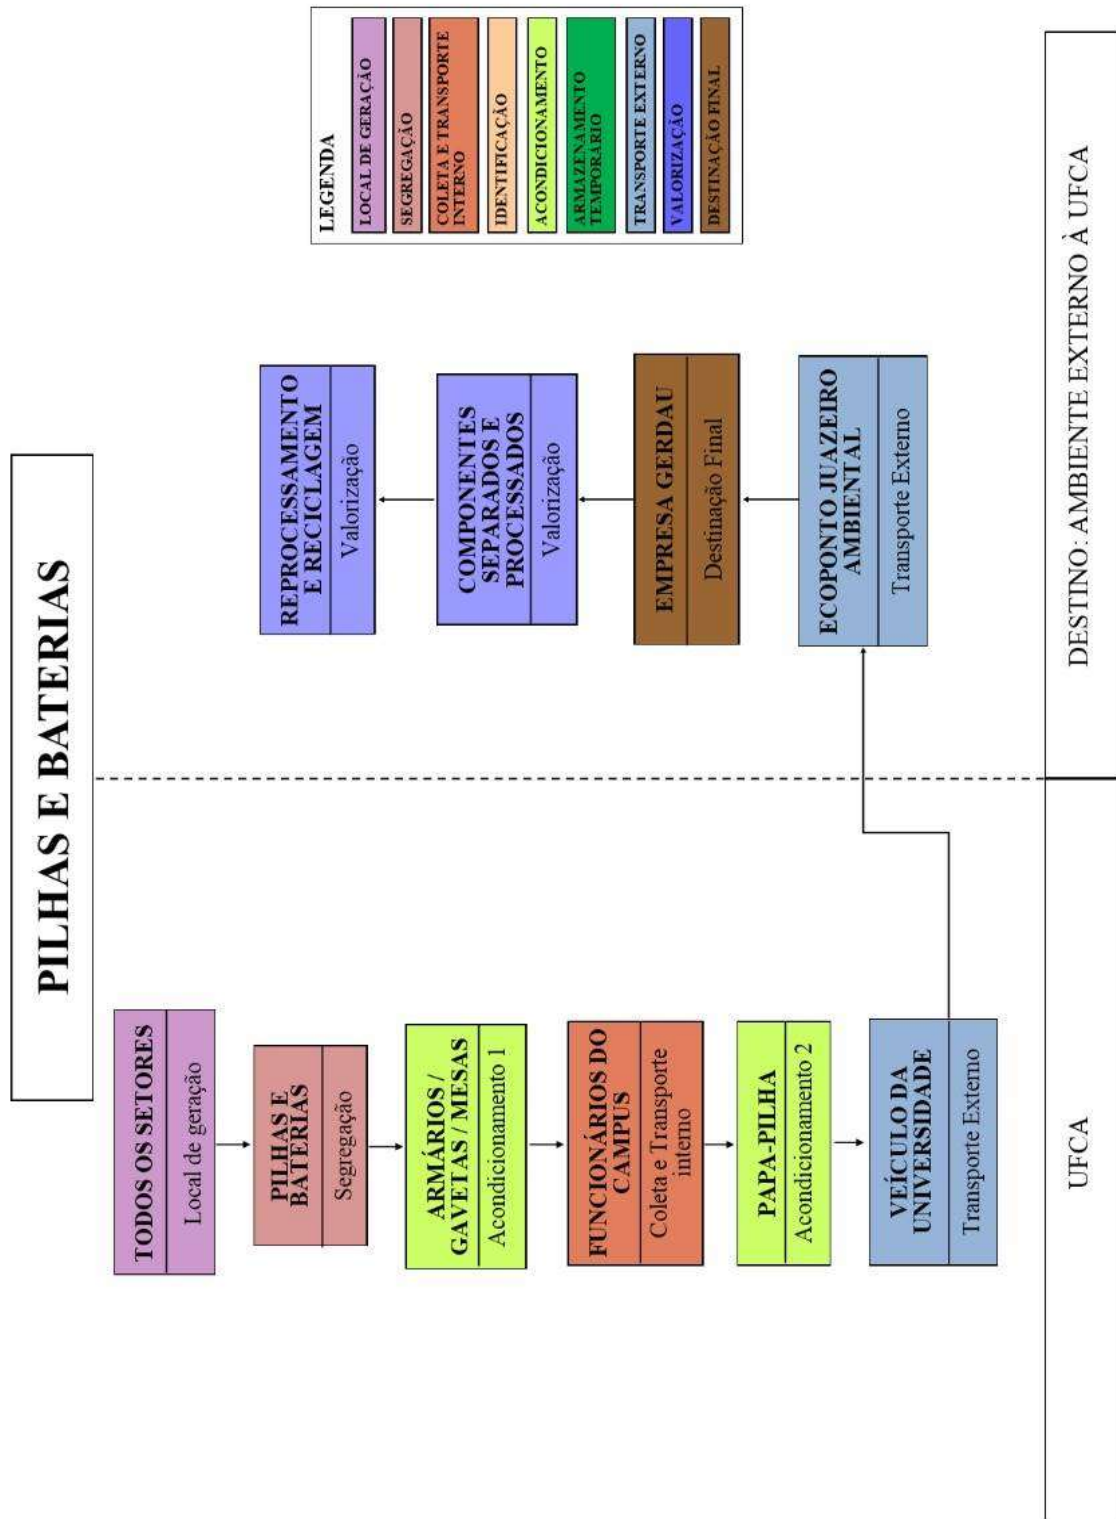 PILHAS E BATERIAS
TODOS OS SETORES
Local de geração
PILHAS E
BATERIAS
Segregação
ARMÁRIOS /
GAVETAS / MESAS
Acondicionamento 1
FUNCIONÁRIOS DO
CAMPUS
Coleta e Transporte
interno
PAPA-PILHA
Acondicionamento 2
VEÍCULO DA
UNIVERSIDADE
Transporte Externo
REPROCESSAMENTO
E RECICLAGEM
Valorização
COMPONENTES
SEPARADOS E
PROCESSADOS
Valorização
EMPRESA GERDAU
Destinação Final
ECOPONTO JUAZEIRO
AMBIENTAL
Transporte Externo
LEGENDA
LOCAL DE GERAÇÃO
SEGREGAÇÃO
COLETA E TRANSPORTE
INTERNO
IDENTIFICAÇÃO
ACONDICIONAMENTO
ARMAZENAMENTO
TEMPORÁRIO
TRANSPORTE EXTERNO
VALORIZAÇÃO
DESTINAÇÃO FINAL
UFCA
DESTINO: AMBIENTE EXTERNO À UFCA